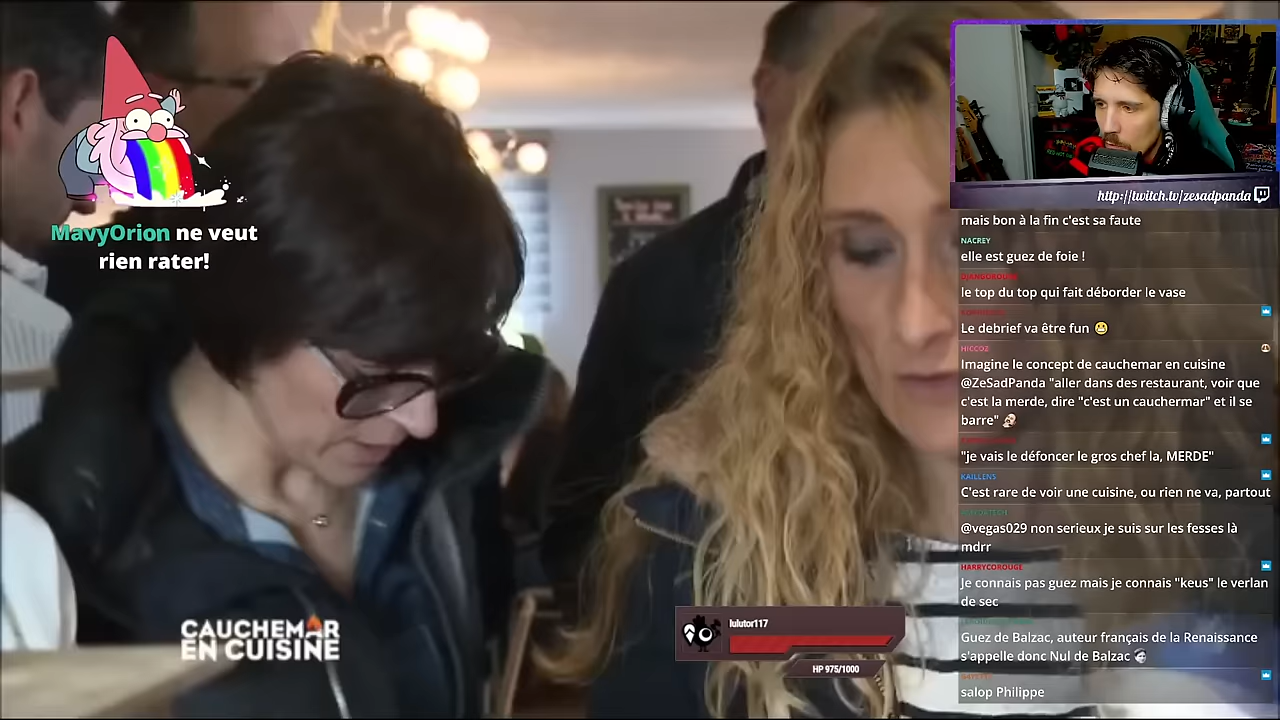 MavyOrion ne veut
rien rater!
CAUCHEMAR
EN CUISINE
lulutor117
HP 975/1000
http://twitch.tv/zesadpanda
mais bon à la fin c'est sa faute
NACREY
elle est guez de foie !
DJANGOROUGE
le top du top qui fait déborder le vase
Le debrief va être fun
HICCOZ
Imagine le concept de cauchemar en cuisine
@ZeSadPanda "aller dans des restaurant, voir que
c'est la merde, dire "c'est un cauchermar" et il se
barre"
"je vais le défoncer le gros chef la, MERDE"
KAILLENS
C'est rare de voir une cuisine, ou rien ne va, partout
@vegas029 non serieux je suis sur les fesses là
mdrr
HARRYCOROUGE
Je connais pas guez mais je connais "keus" le verlan
de sec
Guez de Balzac, auteur français de la Renaissance
s'appelle donc Nul de Balzac
salop Philippe